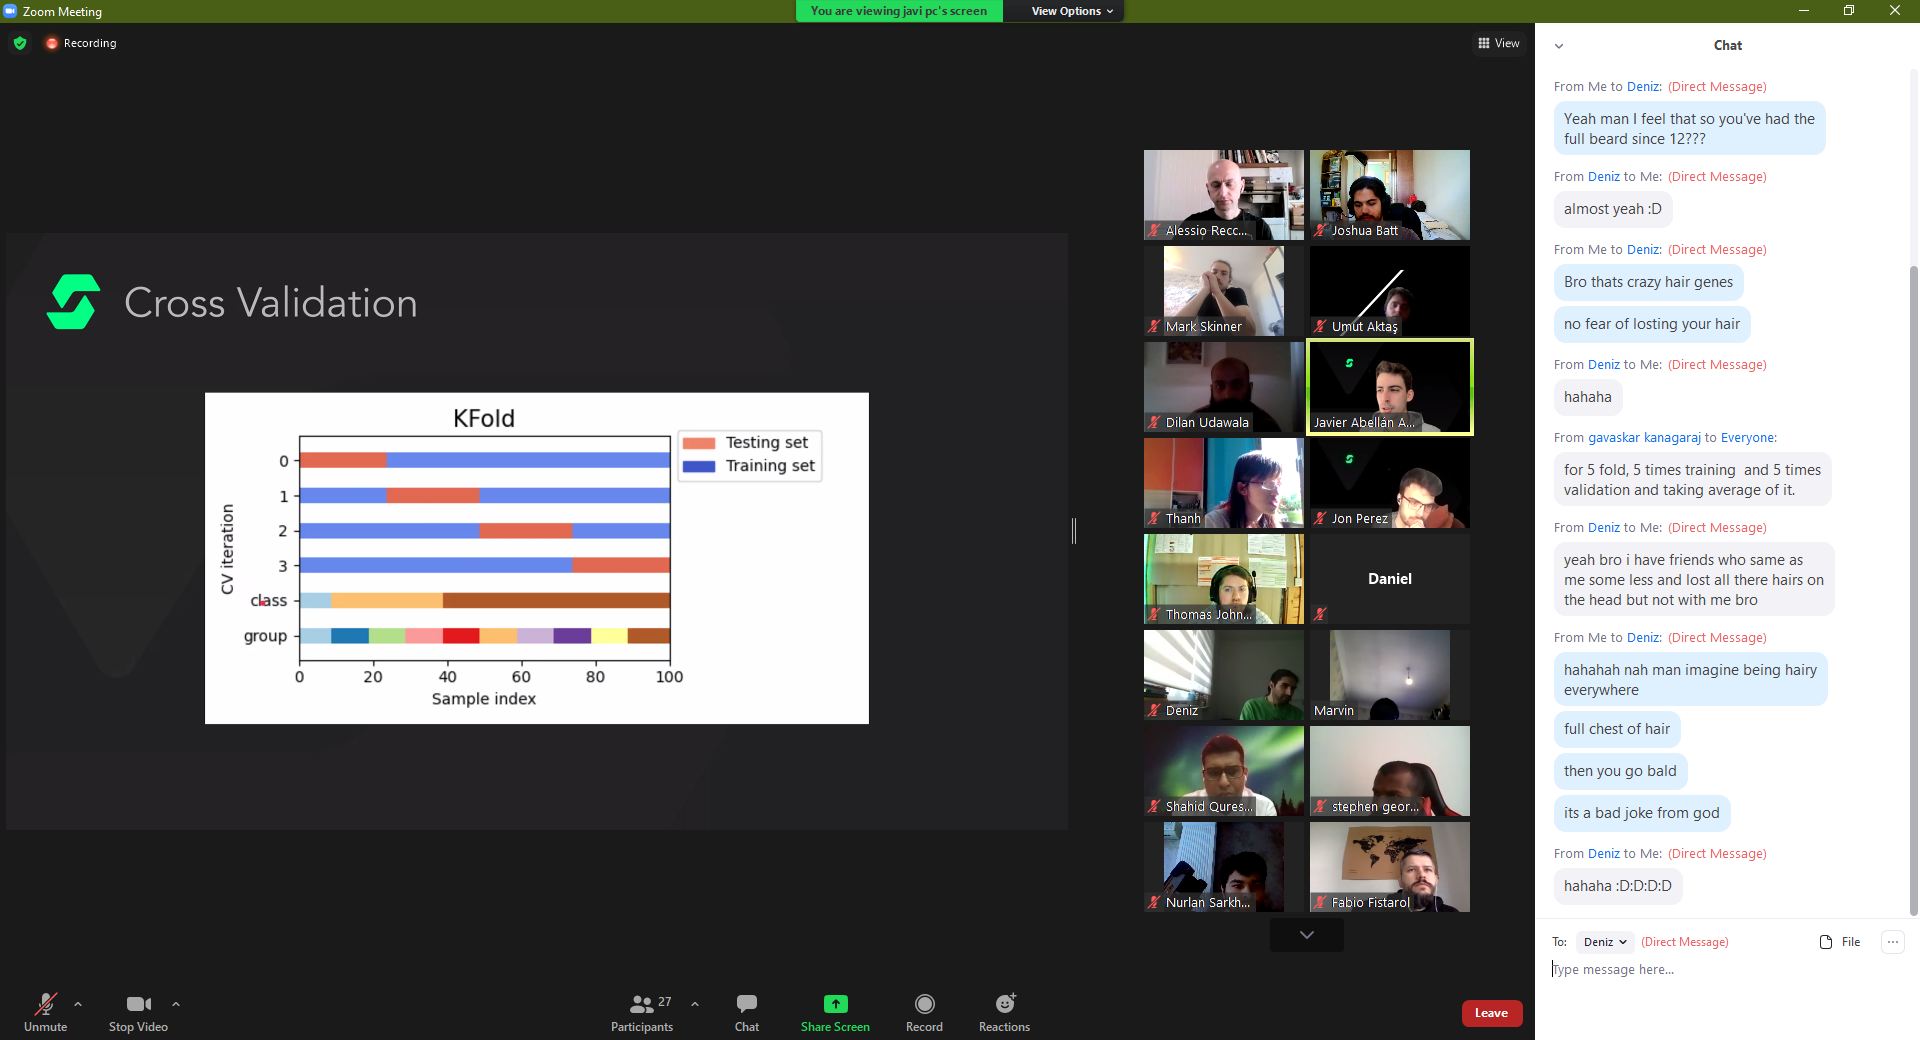 Zoom Meeting
You are viewing javi pc's screen
View Options
Recording
View
Cross Validation
KFold
Testing set
Training set
CV iteration
0
1
2
3
class
group
0 20 40 60 80 100
Sample index
Alessio Recc...
Joshua Batt
Mark Skinner
Umut Aktaş
Dilan Udawala
Javier Abellán A...
Thanh
Jon Perez
Thomas John...
Daniel
Deniz
Marvin
Shahid Qures...
stephen geor...
Nurlan Sarkh...
Fabio Fistarol
Chat
From Me to Deniz: (Direct Message)
Yeah man I feel that so you've had the
full beard since 12???
From Deniz to Me: (Direct Message)
almost yeah :D
From Me to Deniz: (Direct Message)
Bro thats crazy hair genes
no fear of losting your hair
From Deniz to Me: (Direct Message)
hahaha
From gavaskar kanagaraj to Everyone:
for 5 fold, 5 times training and 5 times
validation and taking average of it.
From Deniz to Me: (Direct Message)
yeah bro i have friends who same as
me some less and lost all there hairs on
the head but not with me bro
From Me to Deniz: (Direct Message)
hahahah nah man imagine being hairy
everywhere
full chest of hair
then you go bald
its a bad joke from god
From Deniz to Me: (Direct Message)
hahaha :D:D:D:D
To: Deniz (Direct Message)
File
Type message here...
Unmute
Stop Video
27
Participants
Chat
Share Screen
Record
Reactions
Leave